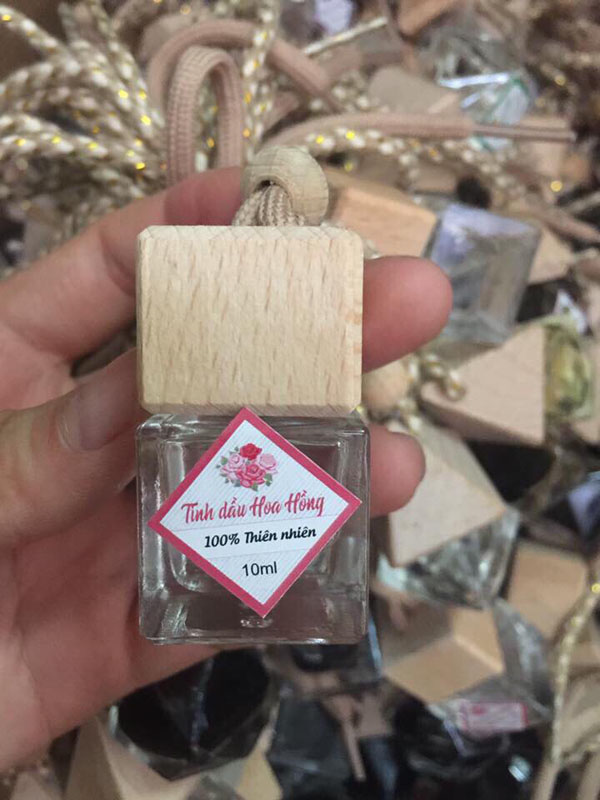 Tinh dầu Hoa Hồng
100% Thiên nhiên
10ml